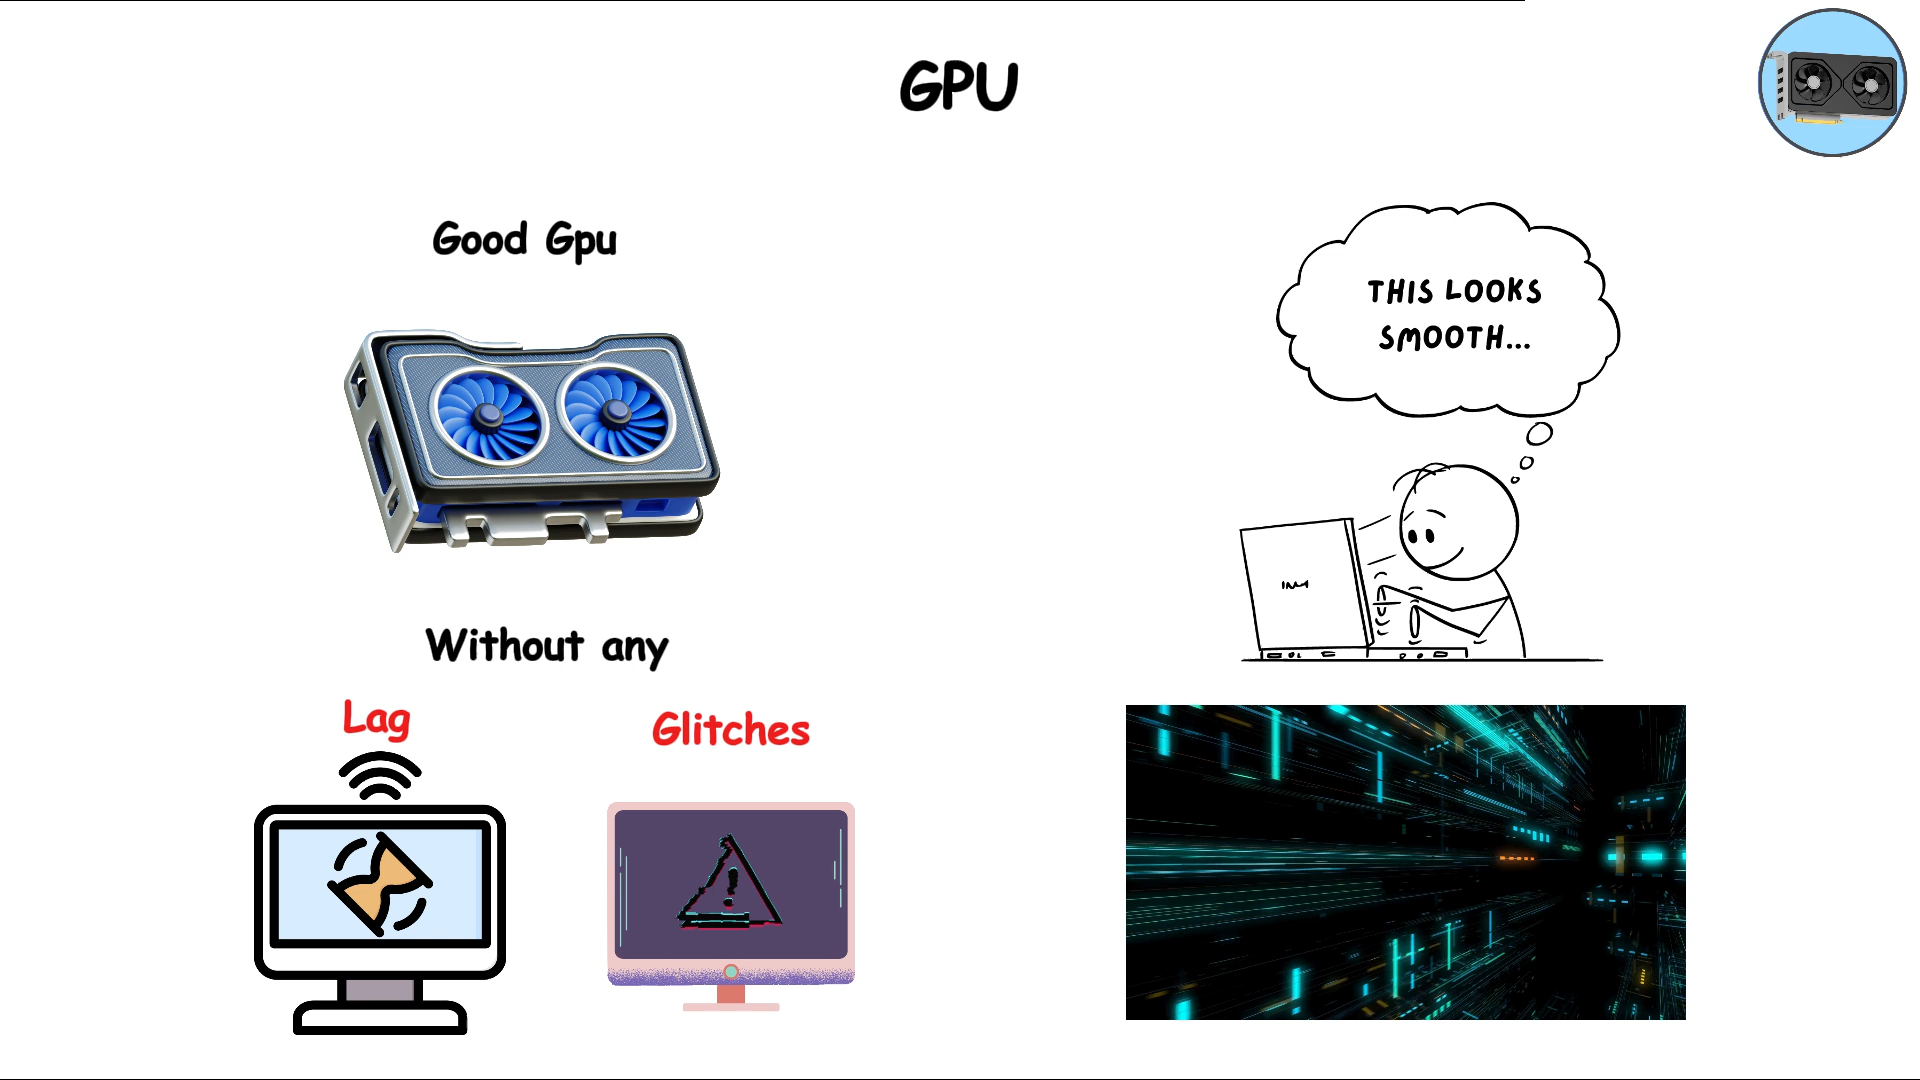 GPU
Good Gpu
THIS LOOKS
SMOOTH...
Without any
Lag
Glitches